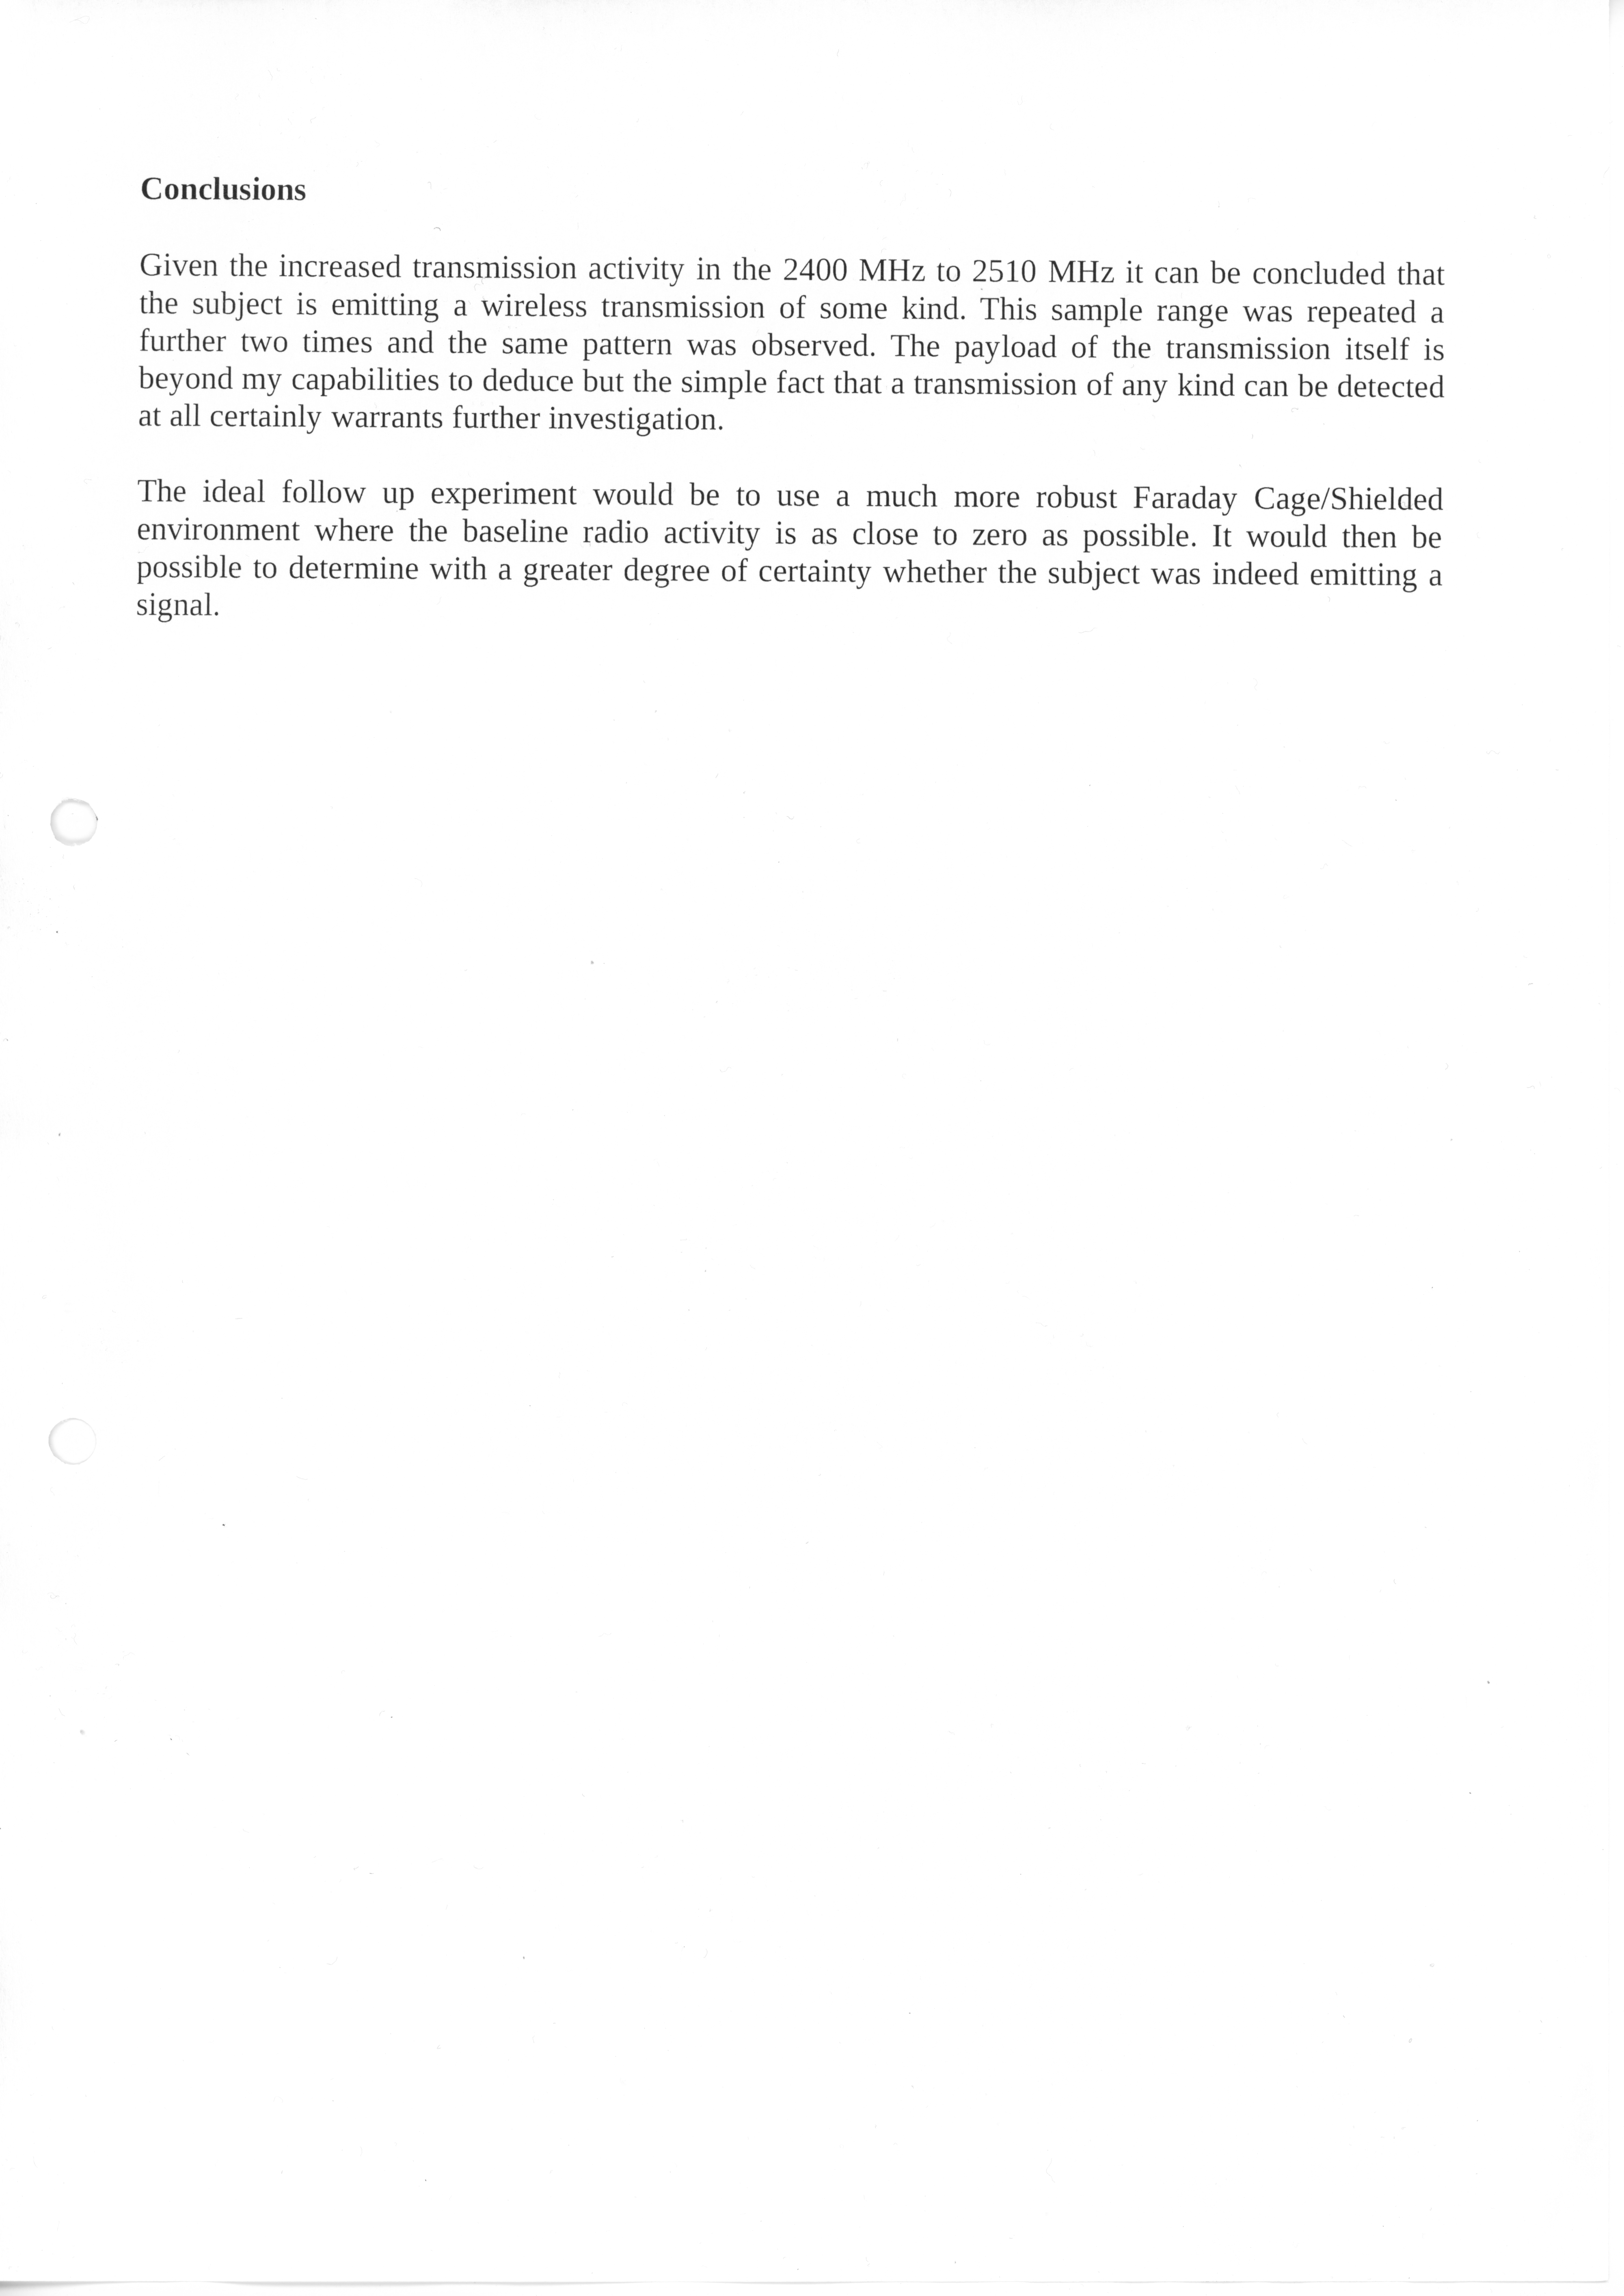 Conclusions
Given the increased transmission activity in the 2400 MHz to 2510 MHz it can be concluded that
the subject is emitting a wireless transmission of some kind. This sample range was repeated a
further two times and the same pattern was observed. The payload of the transmission itself is
beyond my capabilities to deduce but the simple fact that a transmission of any kind can be detected
at all certainly warrants further investigation.
The ideal follow up experiment would be to use a much more robust Faraday Cage/Shielded
environment where the baseline radio activity is as close to zero as possible. It would then be
possible to determine with a greater degree of certainty whether the subject was indeed emitting a
signal.